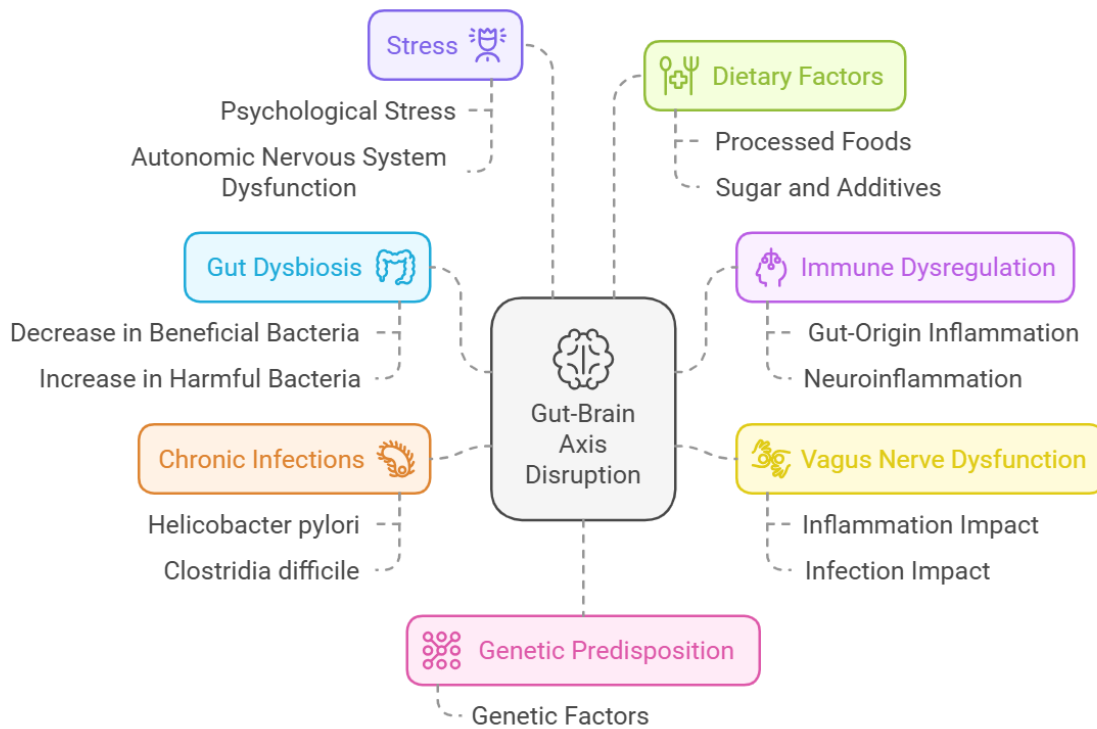 Stress
Psychological Stress
Autonomic Nervous System
Dysfunction
Dietary Factors
Processed Foods
Sugar and Additives
Gut Dysbiosis
Decrease in Beneficial Bacteria
Increase in Harmful Bacteria
Immune Dysregulation
Gut-Origin Inflammation
Neuroinflammation
Gut-Brain
Axis
Disruption
Chronic Infections
Helicobacter pylori
Clostridia difficile
Vagus Nerve Dysfunction
Inflammation Impact
Infection Impact
Genetic Predisposition
Genetic Factors